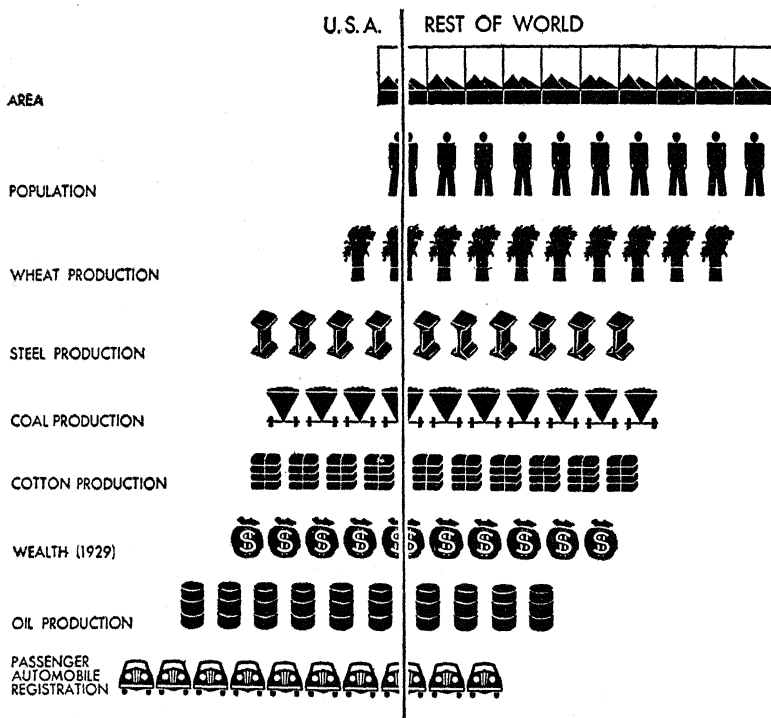 U.S.A. REST OF WORLD
AREA
POPULATION
WHEAT PRODUCTION
STEEL PRODUCTION
COAL PRODUCTION
COTTON PRODUCTION
WEALTH (1929)
$ $ $ $ $ $ $ $ $ $
OIL PRODUCTION
PASSENGER
AUTOMOBILE
REGISTRATION